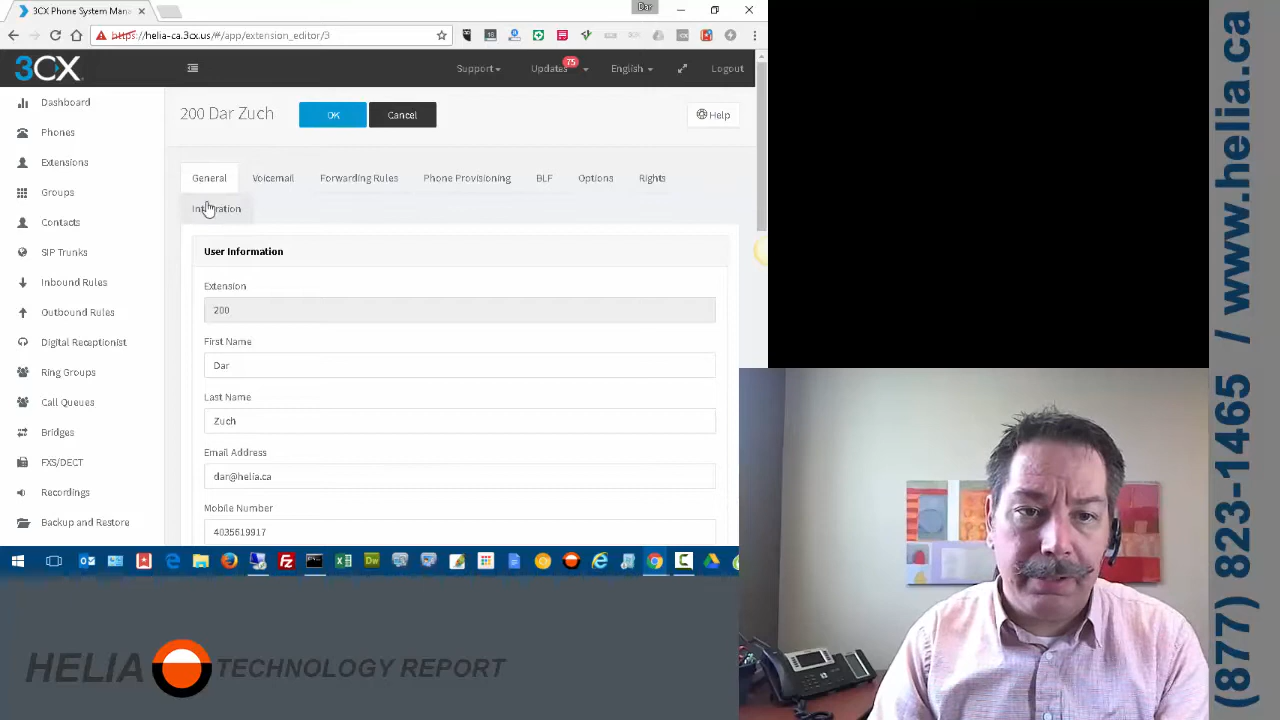 3CX Phone System Mana
Dar
https://helia-ca.3cx.us/#/app/extension_editor/3
3CX
Support
Updates
75
English
Logout
Dashboard
Phones
Extensions
Groups
Contacts
SIP Trunks
Inbound Rules
Outbound Rules
Digital Receptionist
Ring Groups
Call Queues
Bridges
FXS/DECT
Recordings
Backup and Restore
200 Dar Zuch
OK
Cancel
Help
General
Voicemail
Forwarding Rules
Phone Provisioning
BLF
Options
Rights
User Information
Extension
200
First Name
Dar
Last Name
Zuch
Email Address
dar@helia.ca
Mobile Number
4035619917
HELIA TECHNOLOGY REPORT
(877) 823-1465 / www.helia.ca